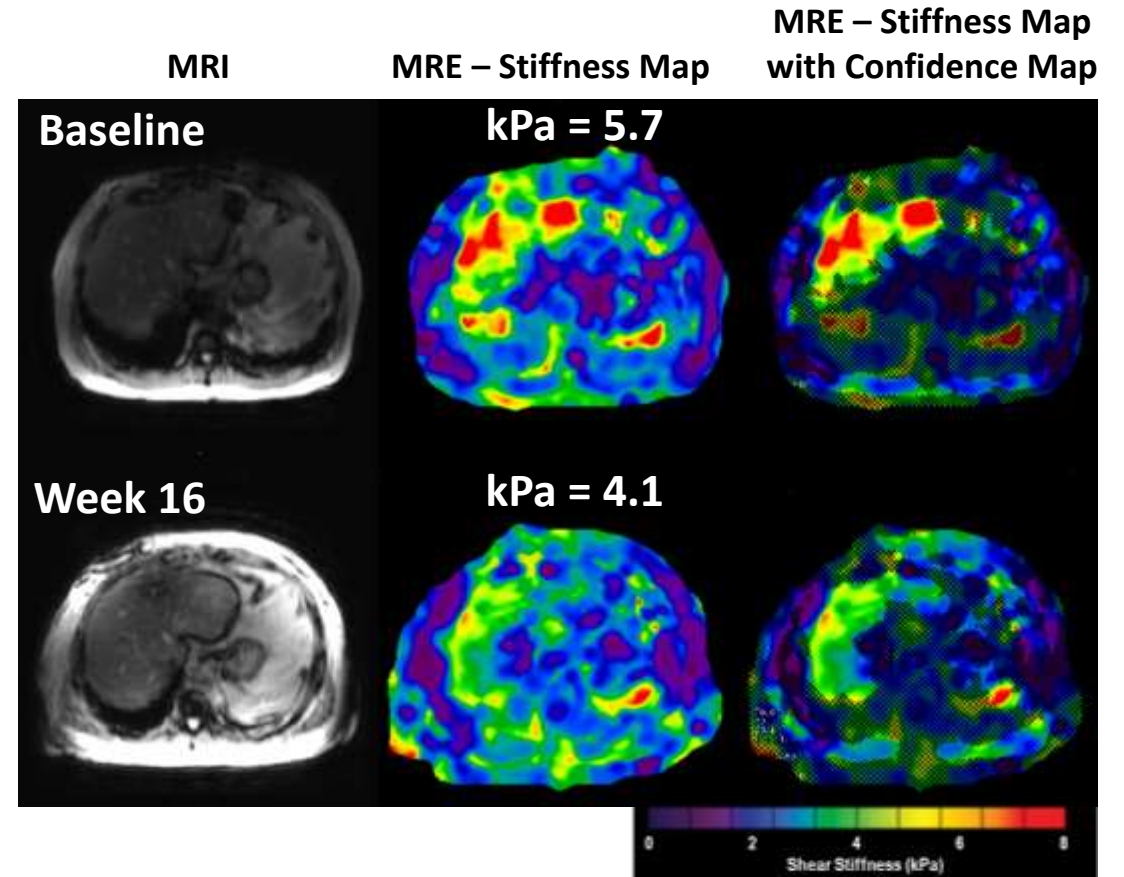 MRI
MRE – Stiffness Map
MRE – Stiffness Map
with Confidence Map
Baseline
kPa = 5.7
Week 16
kPa = 4.1
0 2 4 6 8
Shear Stiffness (kPa)